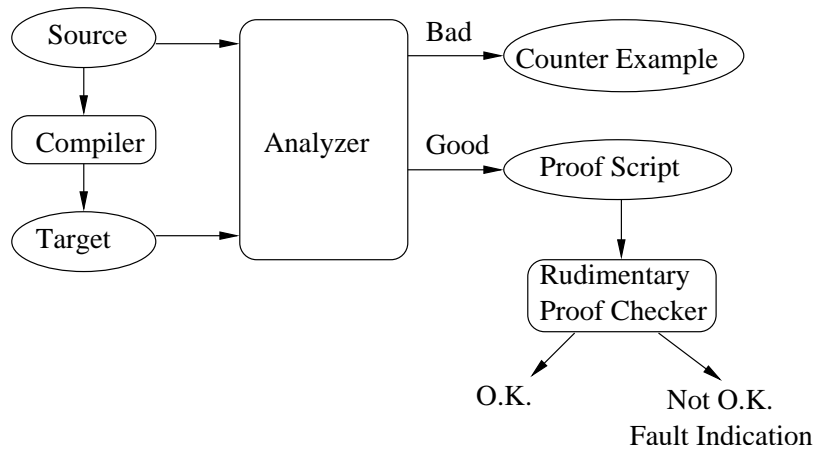 Source
Bad
Counter Example
Compiler
Analyzer
Good
Proof Script
Target
Rudimentary
Proof Checker
O.K.
Not O.K.
Fault Indication